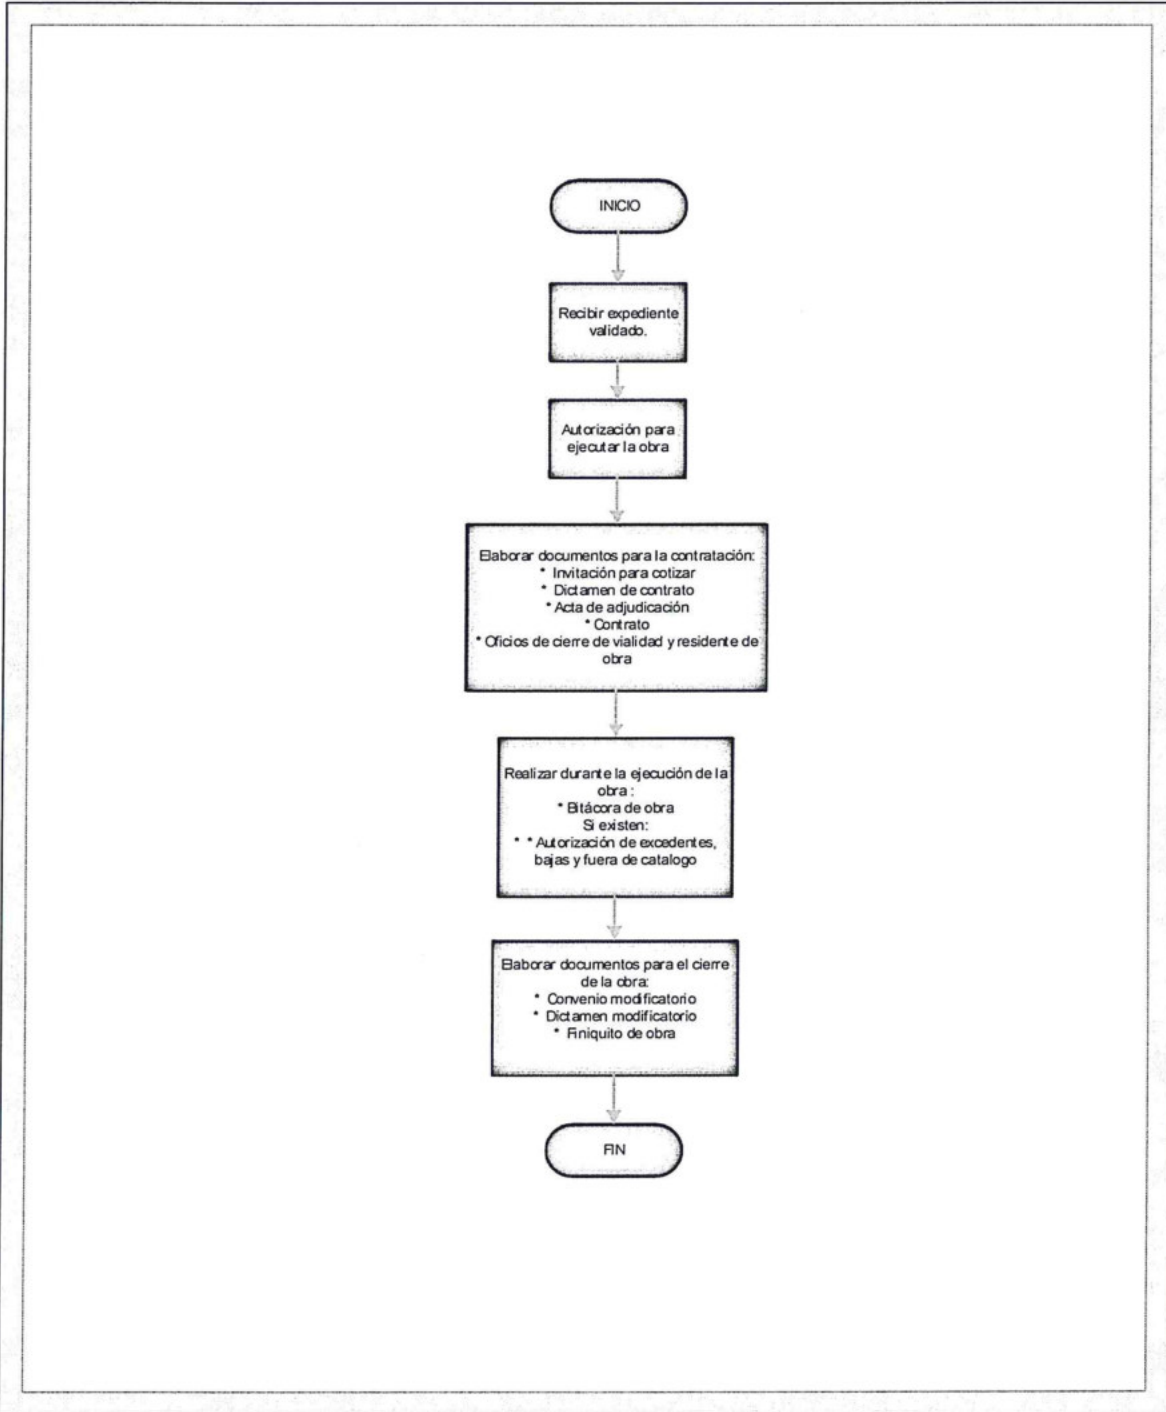 INICIO
Recibir expediente
validado.
Autorización para
ejecutar la obra
Elaborar documentos para la contratación:
* Invitación para cotizar
* Dictamen de contrato
* Acta de adjudicación
* Contrato
* Oficios de cierre de vialidad y residente de
obra
Realizar durante la ejecución de la
obra :
* Bitácora de obra
Si existen:
* * Autorización de excedentes,
bajas y fuera de catalogo
Elaborar documentos para el cierre
de la obra:
* Convenio modificatorio
* Dictamen modificatorio
* Finiquito de obra
FIN